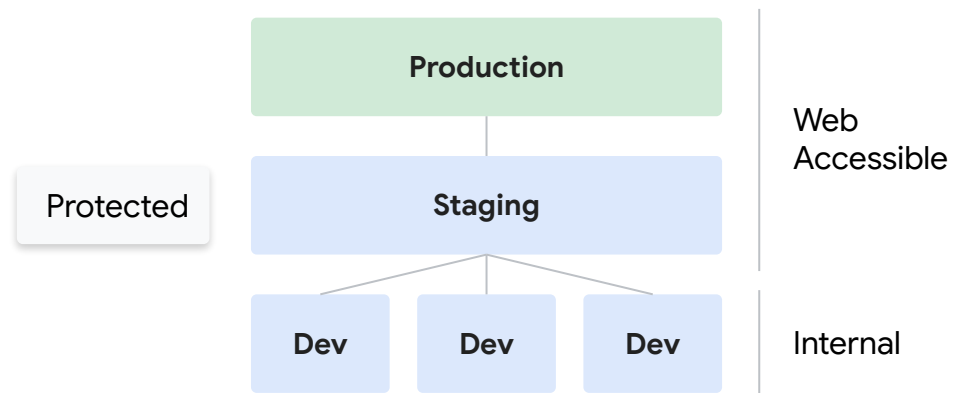 Production
Web
Accessible
Protected
Staging
Dev
Dev
Dev
Internal